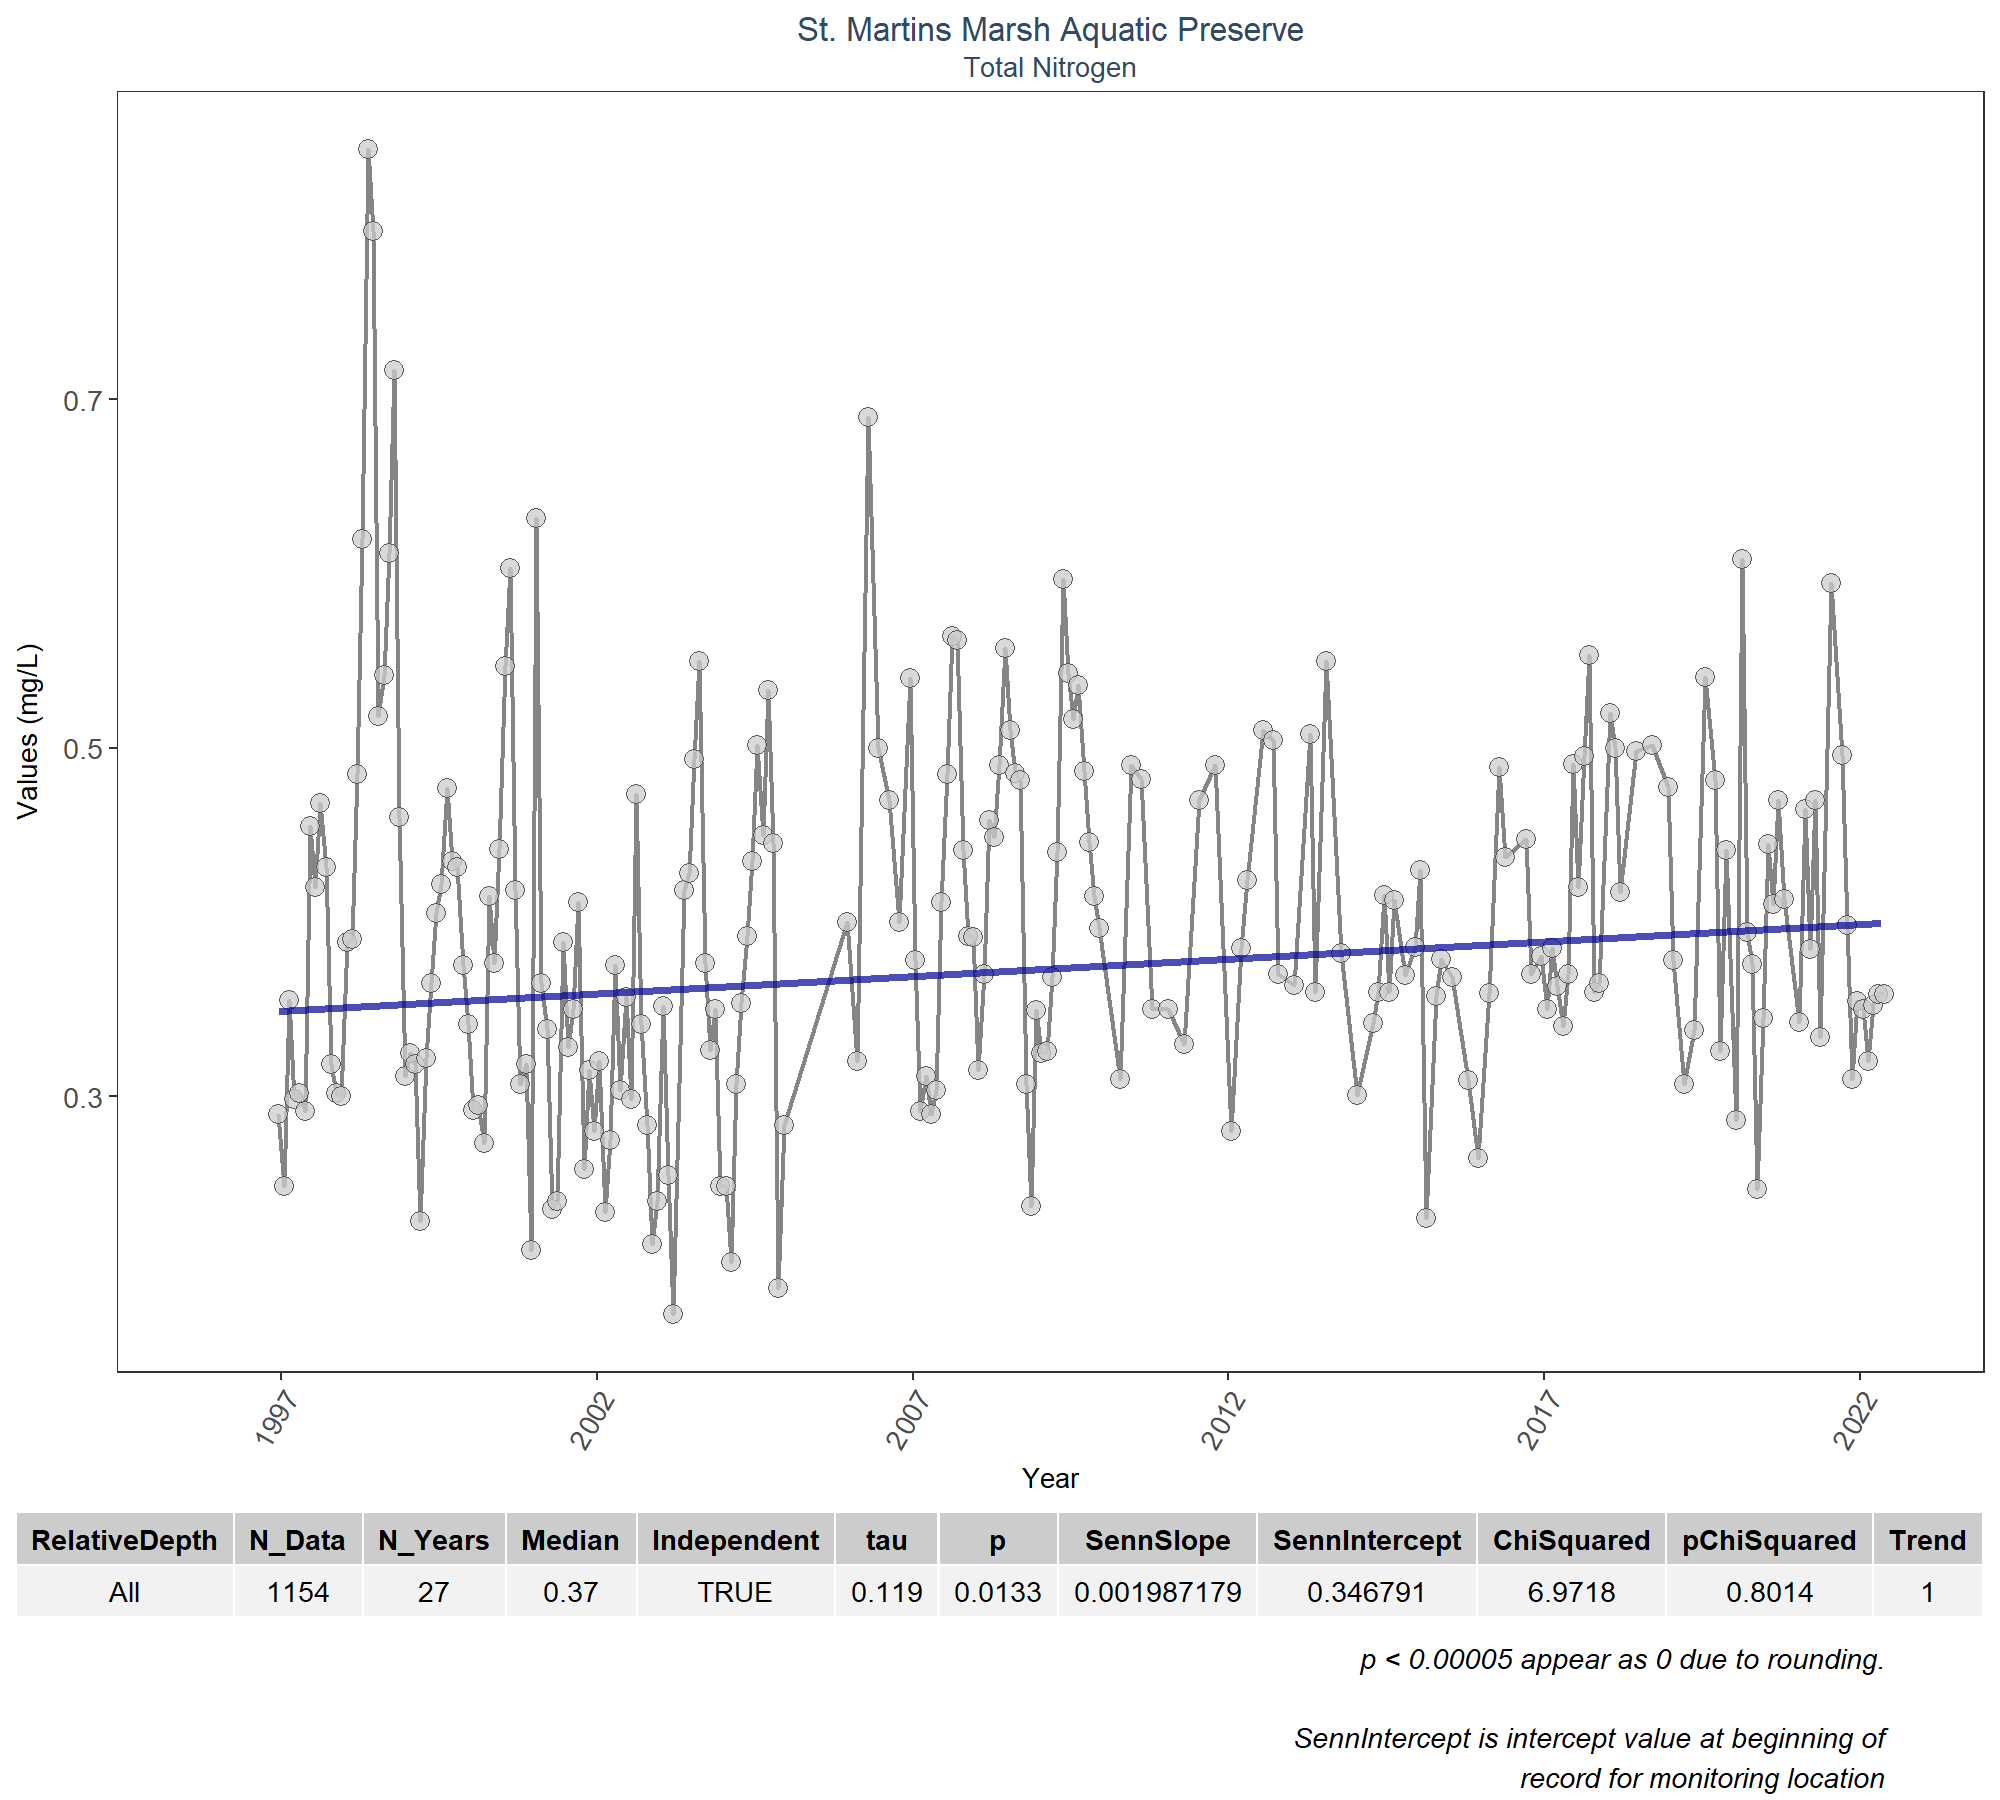 St. Martins Marsh Aquatic Preserve
Total Nitrogen
0.7
0.5
0.3
Values (mg/L)
1997 2002 2007 2012 2017 2022
Year
RelativeDepth N_Data N_Years Median Independent tau p SennSlope SennIntercept ChiSquared pChiSquared Trend
All 1154 27 0.37 TRUE 0.119 0.0133 0.001987179 0.346791 6.9718 0.8014 1
p < 0.00005 appear as 0 due to rounding.
SennIntercept is intercept value at beginning of
record for monitoring location